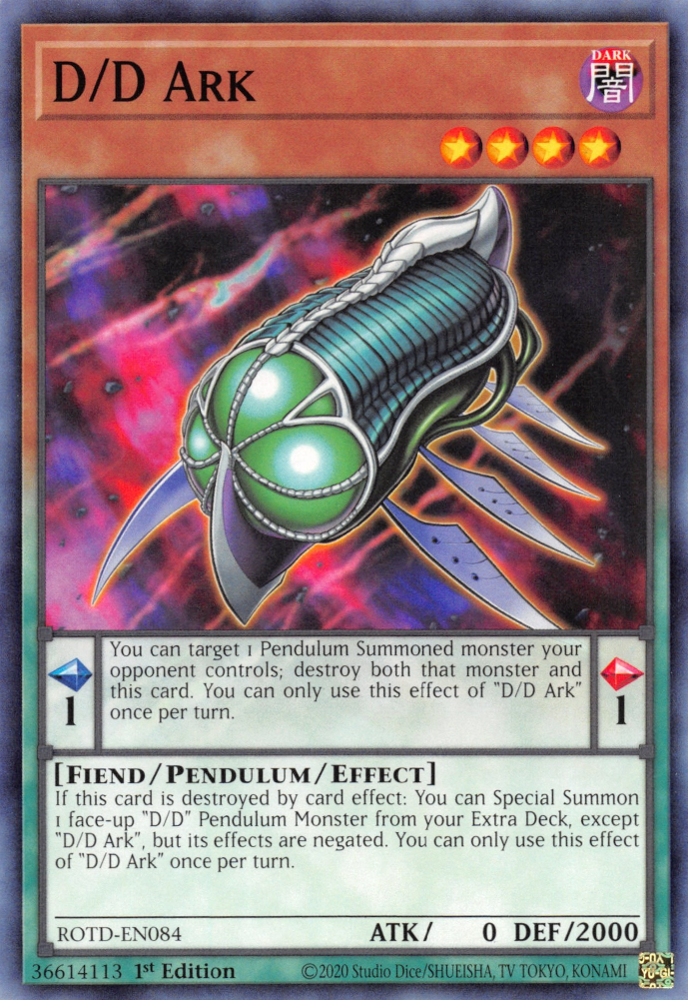 D/D Ark
DARK
闇
You can target 1 Pendulum Summoned monster your
opponent controls; destroy both that monster and
this card. You can only use this effect of "D/D Ark"
once per turn.
1
1
[Fiend/Pendulum/Effect]
If this card is destroyed by card effect: You can Special Summon
1 face-up "D/D" Pendulum Monster from your Extra Deck, except
"D/D Ark", but its effects are negated. You can only use this effect
of "D/D Ark" once per turn.
ROTD-EN084
ATK/ 0 DEF/2000
36614113 1st Edition
©2020 Studio Dice/SHUEISHA, TV TOKYO, KONAMI